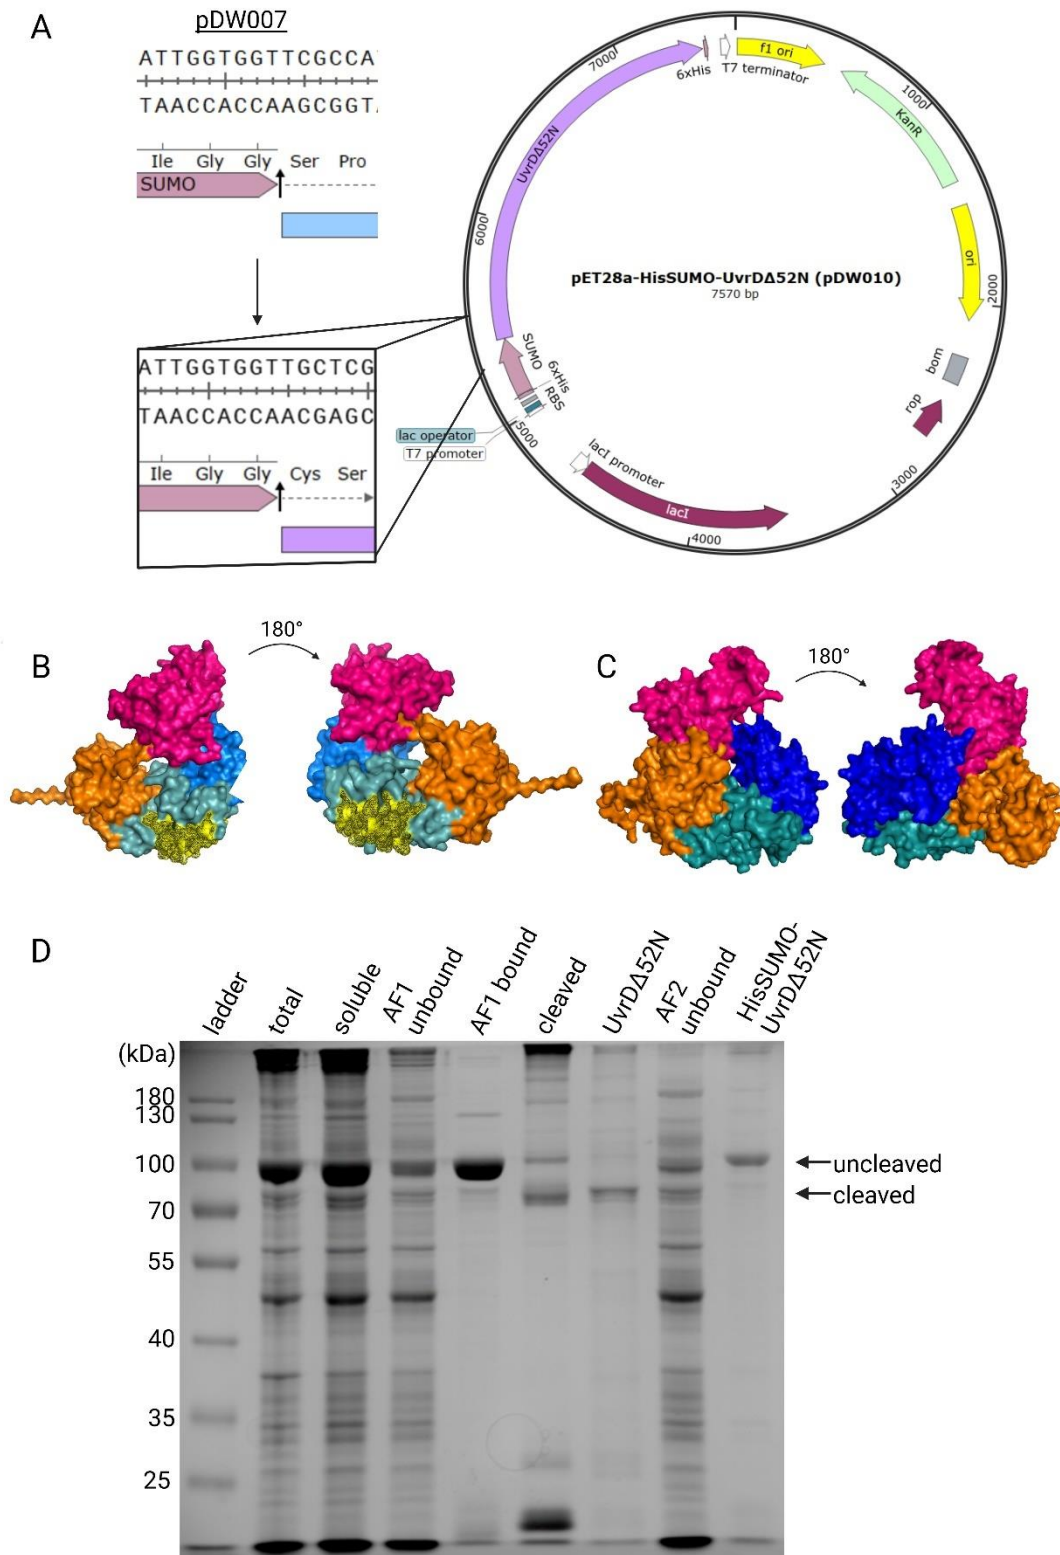 A
pDW007
ATTGGTGGTTCGCCA
TAACCACCAAGCGGT
Ile Gly Gly Ser Pro
SUMO
ATTGGTGGTTGCTCG
TAACCACCAACGAGC
Ile Gly Gly Cys Ser
pET28a-HisSUMO-UvrDΔ52N (pDW010)
7570 bp
T7 terminator
f1 ori
1000
KanR
ori
2000
bom
rop
3000
lacI
lacI promoter
4000
5000
T7 promoter
lac operator
RBS
6xHis
SUMO
6000
UvrDΔ52N
7000
6xHis
B
180°
C
180°
D
ladder
total
soluble
AF1
unbound
AF1 bound
cleaved
UvrDΔ52N
AF2
unbound
HisSUMO-
UvrDΔ52N
(kDa)
180
130
100
70
55
40
35
25
uncleaved
cleaved